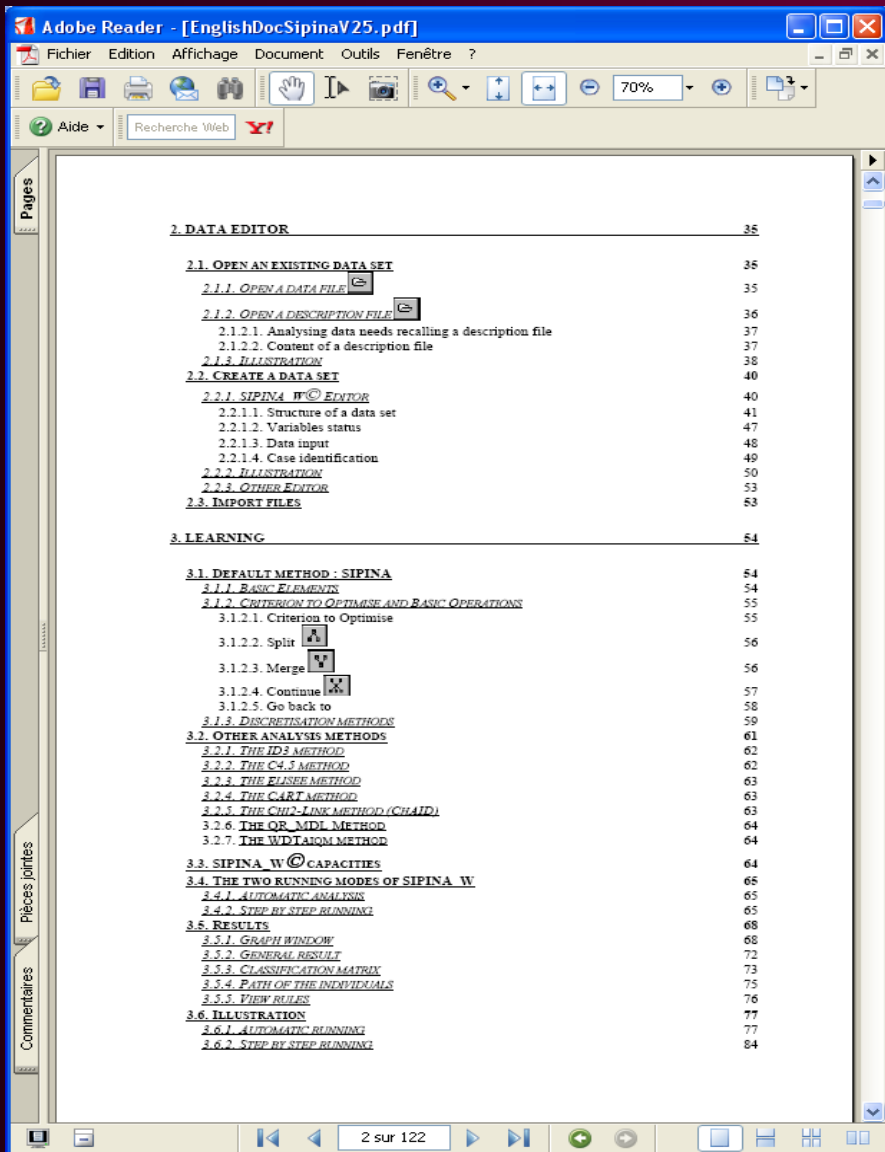 Adobe Reader - [EnglishDocSipinaV25.pdf]
Fichier Edition Affichage Document Outils Fenêtre ?
70%
Aide Recherche Web Y!
Pages
Pièces jointes
Commentaires
2. DATA EDITOR 35
2.1. OPEN AN EXISTING DATA SET 35
2.1.1. OPEN A DATA FILE 35
2.1.2. OPEN A DESCRIPTION FILE 36
2.1.2.1. Analysing data needs recalling a description file 37
2.1.2.2. Content of a description file 37
2.1.3. ILLUSTRATION 38
2.2. CREATE A DATA SET 40
2.2.1. SIPINA_W© EDITOR 40
2.2.1.1. Structure of a data set 41
2.2.1.2. Variables status 47
2.2.1.3. Data input 48
2.2.1.4. Case identification 49
2.2.2. ILLUSTRATION 50
2.2.3. OTHER EDITOR 53
2.3. IMPORT FILES 53
3. LEARNING 54
3.1. DEFAULT METHOD : SIPINA 54
3.1.1. BASIC ELEMENTS 54
3.1.2. CRITERION TO OPTIMISE AND BASIC OPERATIONS 55
3.1.2.1. Criterion to Optimise 55
3.1.2.2. Split 56
3.1.2.3. Merge 56
3.1.2.4. Continue 57
3.1.2.5. Go back to 58
3.1.3. DISCRETISATION METHODS 59
3.2. OTHER ANALYSIS METHODS 61
3.2.1. THE ID3 METHOD 62
3.2.2. THE C4.5 METHOD 62
3.2.3. THE ELISEE METHOD 63
3.2.4. THE CART METHOD 63
3.2.5. THE CHI2-LINK METHOD (CHAID) 63
3.2.6. THE QR_MDL METHOD 64
3.2.7. THE WDTAIQM METHOD 64
3.3. SIPINA_W© CAPACITIES 64
3.4. THE TWO RUNNING MODES OF SIPINA_W 65
3.4.1. AUTOMATIC ANALYSIS 65
3.4.2. STEP BY STEP RUNNING 65
3.5. RESULTS 68
3.5.1. GRAPH WINDOW 68
3.5.2. GENERAL RESULT 72
3.5.3. CLASSIFICATION MATRIX 73
3.5.4. PATH OF THE INDIVIDUALS 75
3.5.5. VIEW RULES 76
3.6. ILLUSTRATION 77
3.6.1. AUTOMATIC RUNNING 77
3.6.2. STEP BY STEP RUNNING 84
2 sur 122